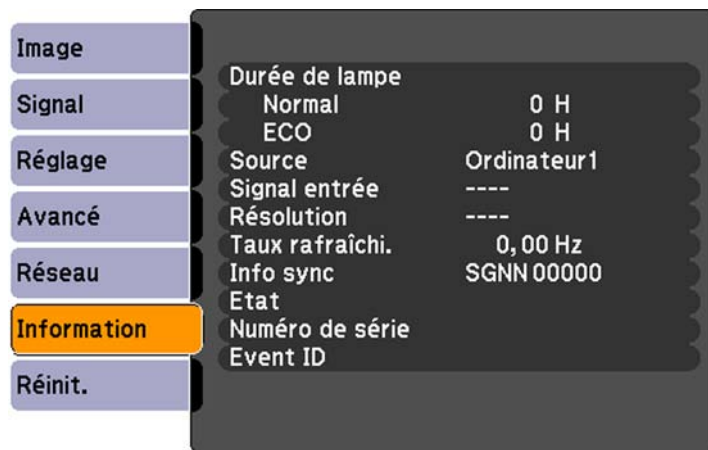 Image
Signal
Réglage
Avancé
Réseau
Information
Réinit.
Durée de lampe
Normal 0 H
ECO 0 H
Source Ordinateur1
Signal entrée ----
Résolution ----
Taux rafraîchi. 0,00 Hz
Info sync SGNN 00000
Etat
Numéro de série
Event ID